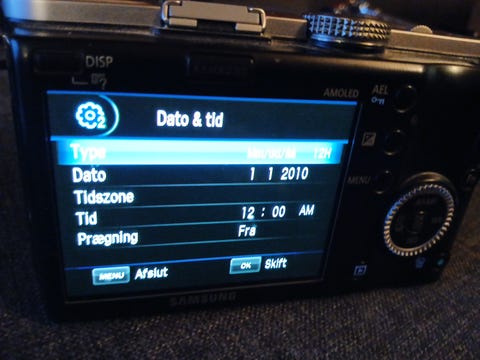 DISP
AMOLED
AEL
2
Dato & tid
Type 12H
Dato 1 1 2010
Tidszone
Tid 12 : 00 AM
Prægning Fra
MENU
MENU Afslut OK Skift
SAMSUNG